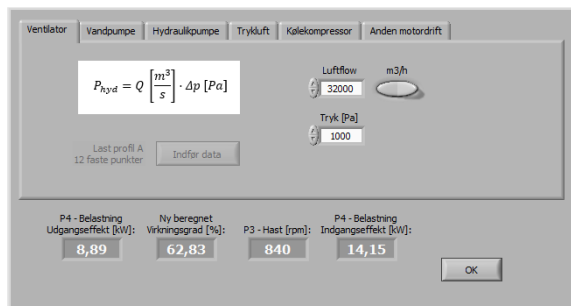 Ventilator Vandpumpe Hydraulikpumpe Trykluft Kølekompressor Anden motordrift
P_hyd = Q [m³/s] · Δp [Pa]
Luftflow m3/h
32000
Tryk [Pa]
1000
Last profil A
12 faste punkter
Indfør data
P4 - Belastning
Udgangseffekt [kW]:
8,89
Ny beregnet
Virkningsgrad [%]:
62,83
P3 - Hast [rpm]:
840
P4 - Belastning
Indgangseffekt [kW]:
14,15
OK